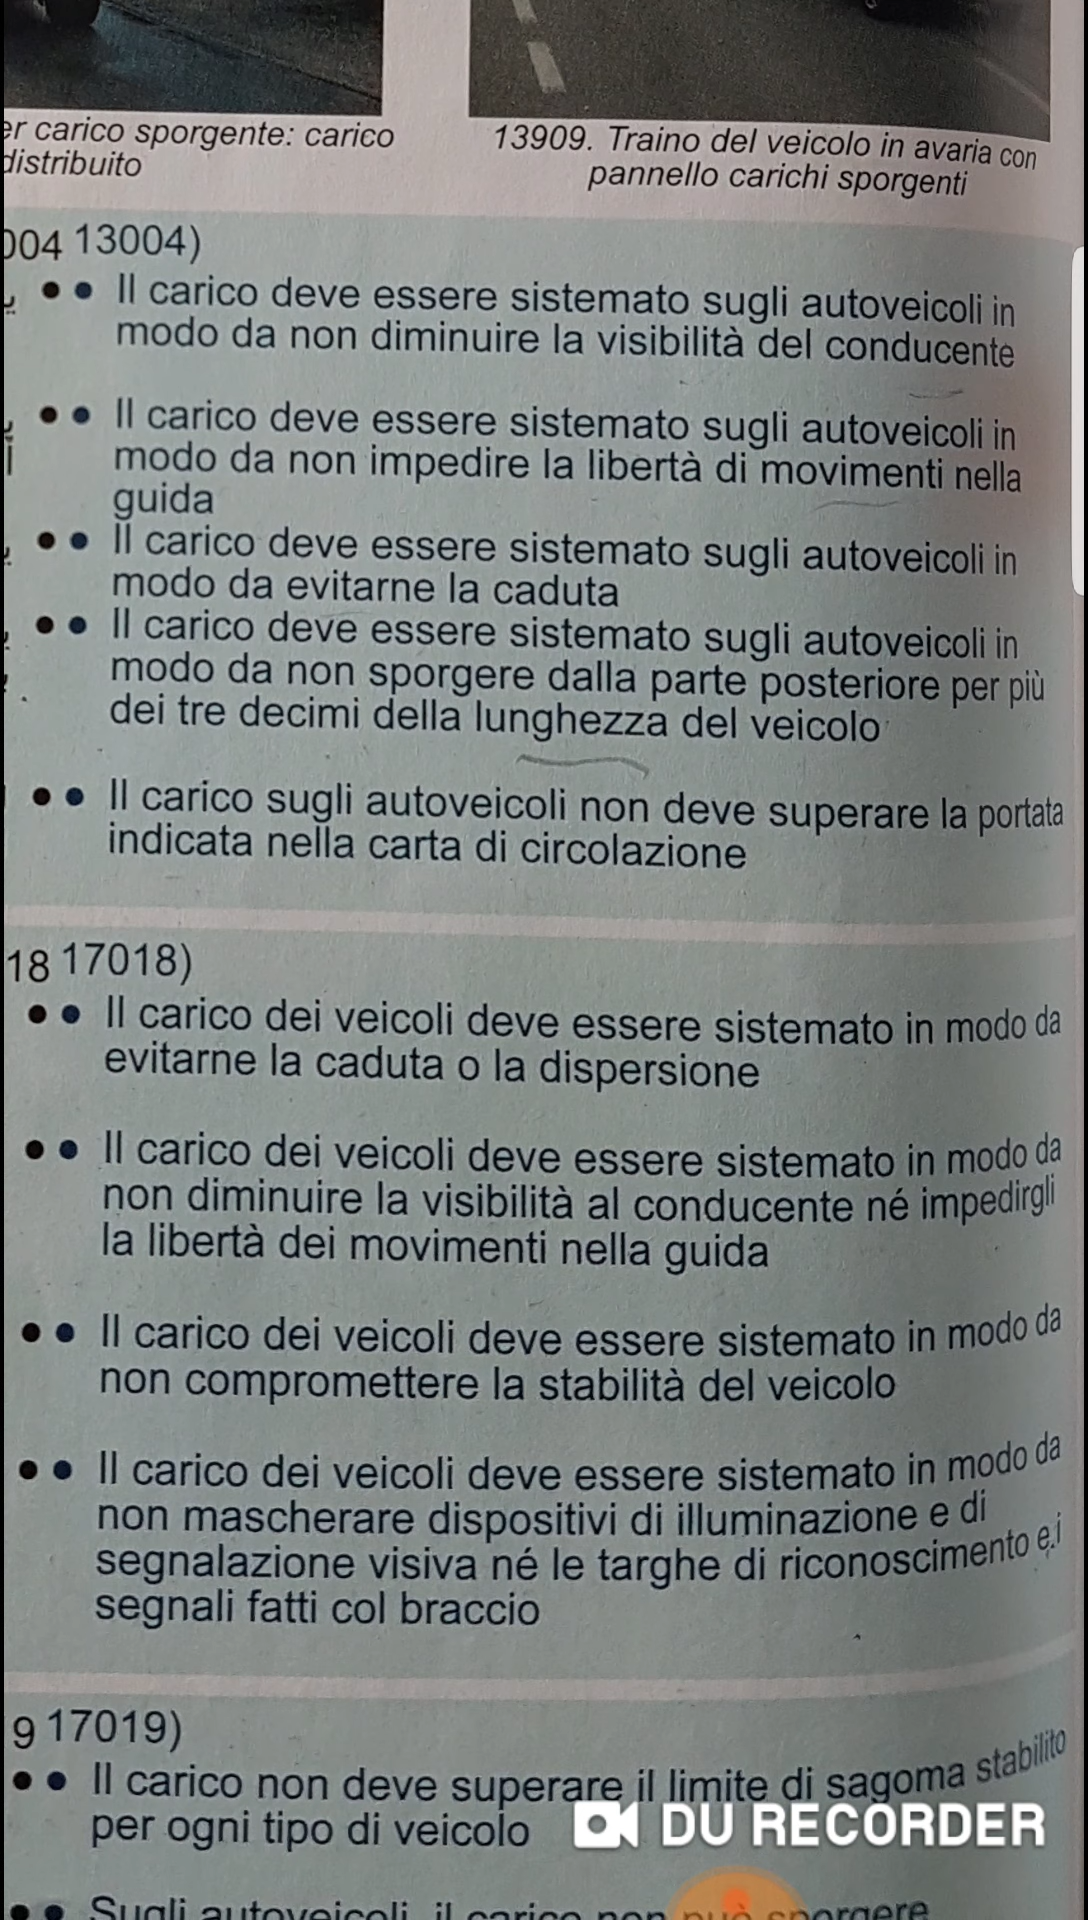 er carico sporgente: carico
distribuito
13909. Traino del veicolo in avaria con
pannello carichi sporgenti
004 13004)
•• Il carico deve essere sistemato sugli autoveicoli in
modo da non diminuire la visibilità del conducente
•• Il carico deve essere sistemato sugli autoveicoli in
modo da non impedire la libertà di movimenti nella
guida
•• Il carico deve essere sistemato sugli autoveicoli in
modo da evitarne la caduta
•• Il carico deve essere sistemato sugli autoveicoli in
modo da non sporgere dalla parte posteriore per più
dei tre decimi della lunghezza del veicolo
•• Il carico sugli autoveicoli non deve superare la portata
indicata nella carta di circolazione
18 17018)
•• Il carico dei veicoli deve essere sistemato in modo da
evitarne la caduta o la dispersione
•• Il carico dei veicoli deve essere sistemato in modo da
non diminuire la visibilità al conducente né impedirgli
la libertà dei movimenti nella guida
•• Il carico dei veicoli deve essere sistemato in modo da
non compromettere la stabilità del veicolo
•• Il carico dei veicoli deve essere sistemato in modo da
non mascherare dispositivi di illuminazione e di
segnalazione visiva né le targhe di riconoscimento e i
segnali fatti col braccio
9 17019)
•• Il carico non deve superare il limite di sagoma stabilito
per ogni tipo di veicolo
DU RECORDER
•• Sugli autoveicoli, il carico non può sporgere